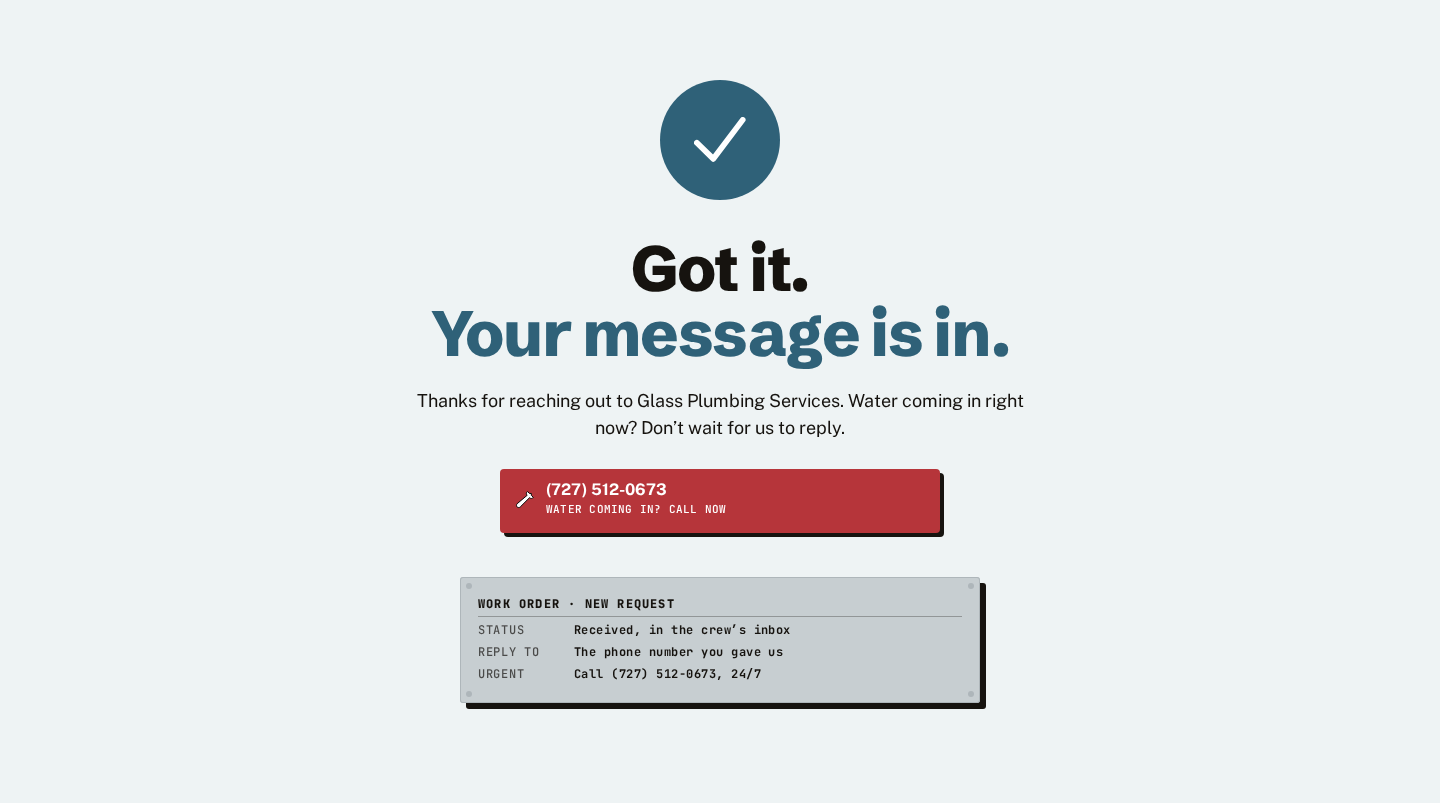 Got it.
Your message is in.
Thanks for reaching out to Glass Plumbing Services. Water coming in right
now? Don’t wait for us to reply.
(727) 512-0673
WATER COMING IN? CALL NOW
WORK ORDER · NEW REQUEST
STATUS Received, in the crew’s inbox
REPLY TO The phone number you gave us
URGENT Call (727) 512-0673, 24/7